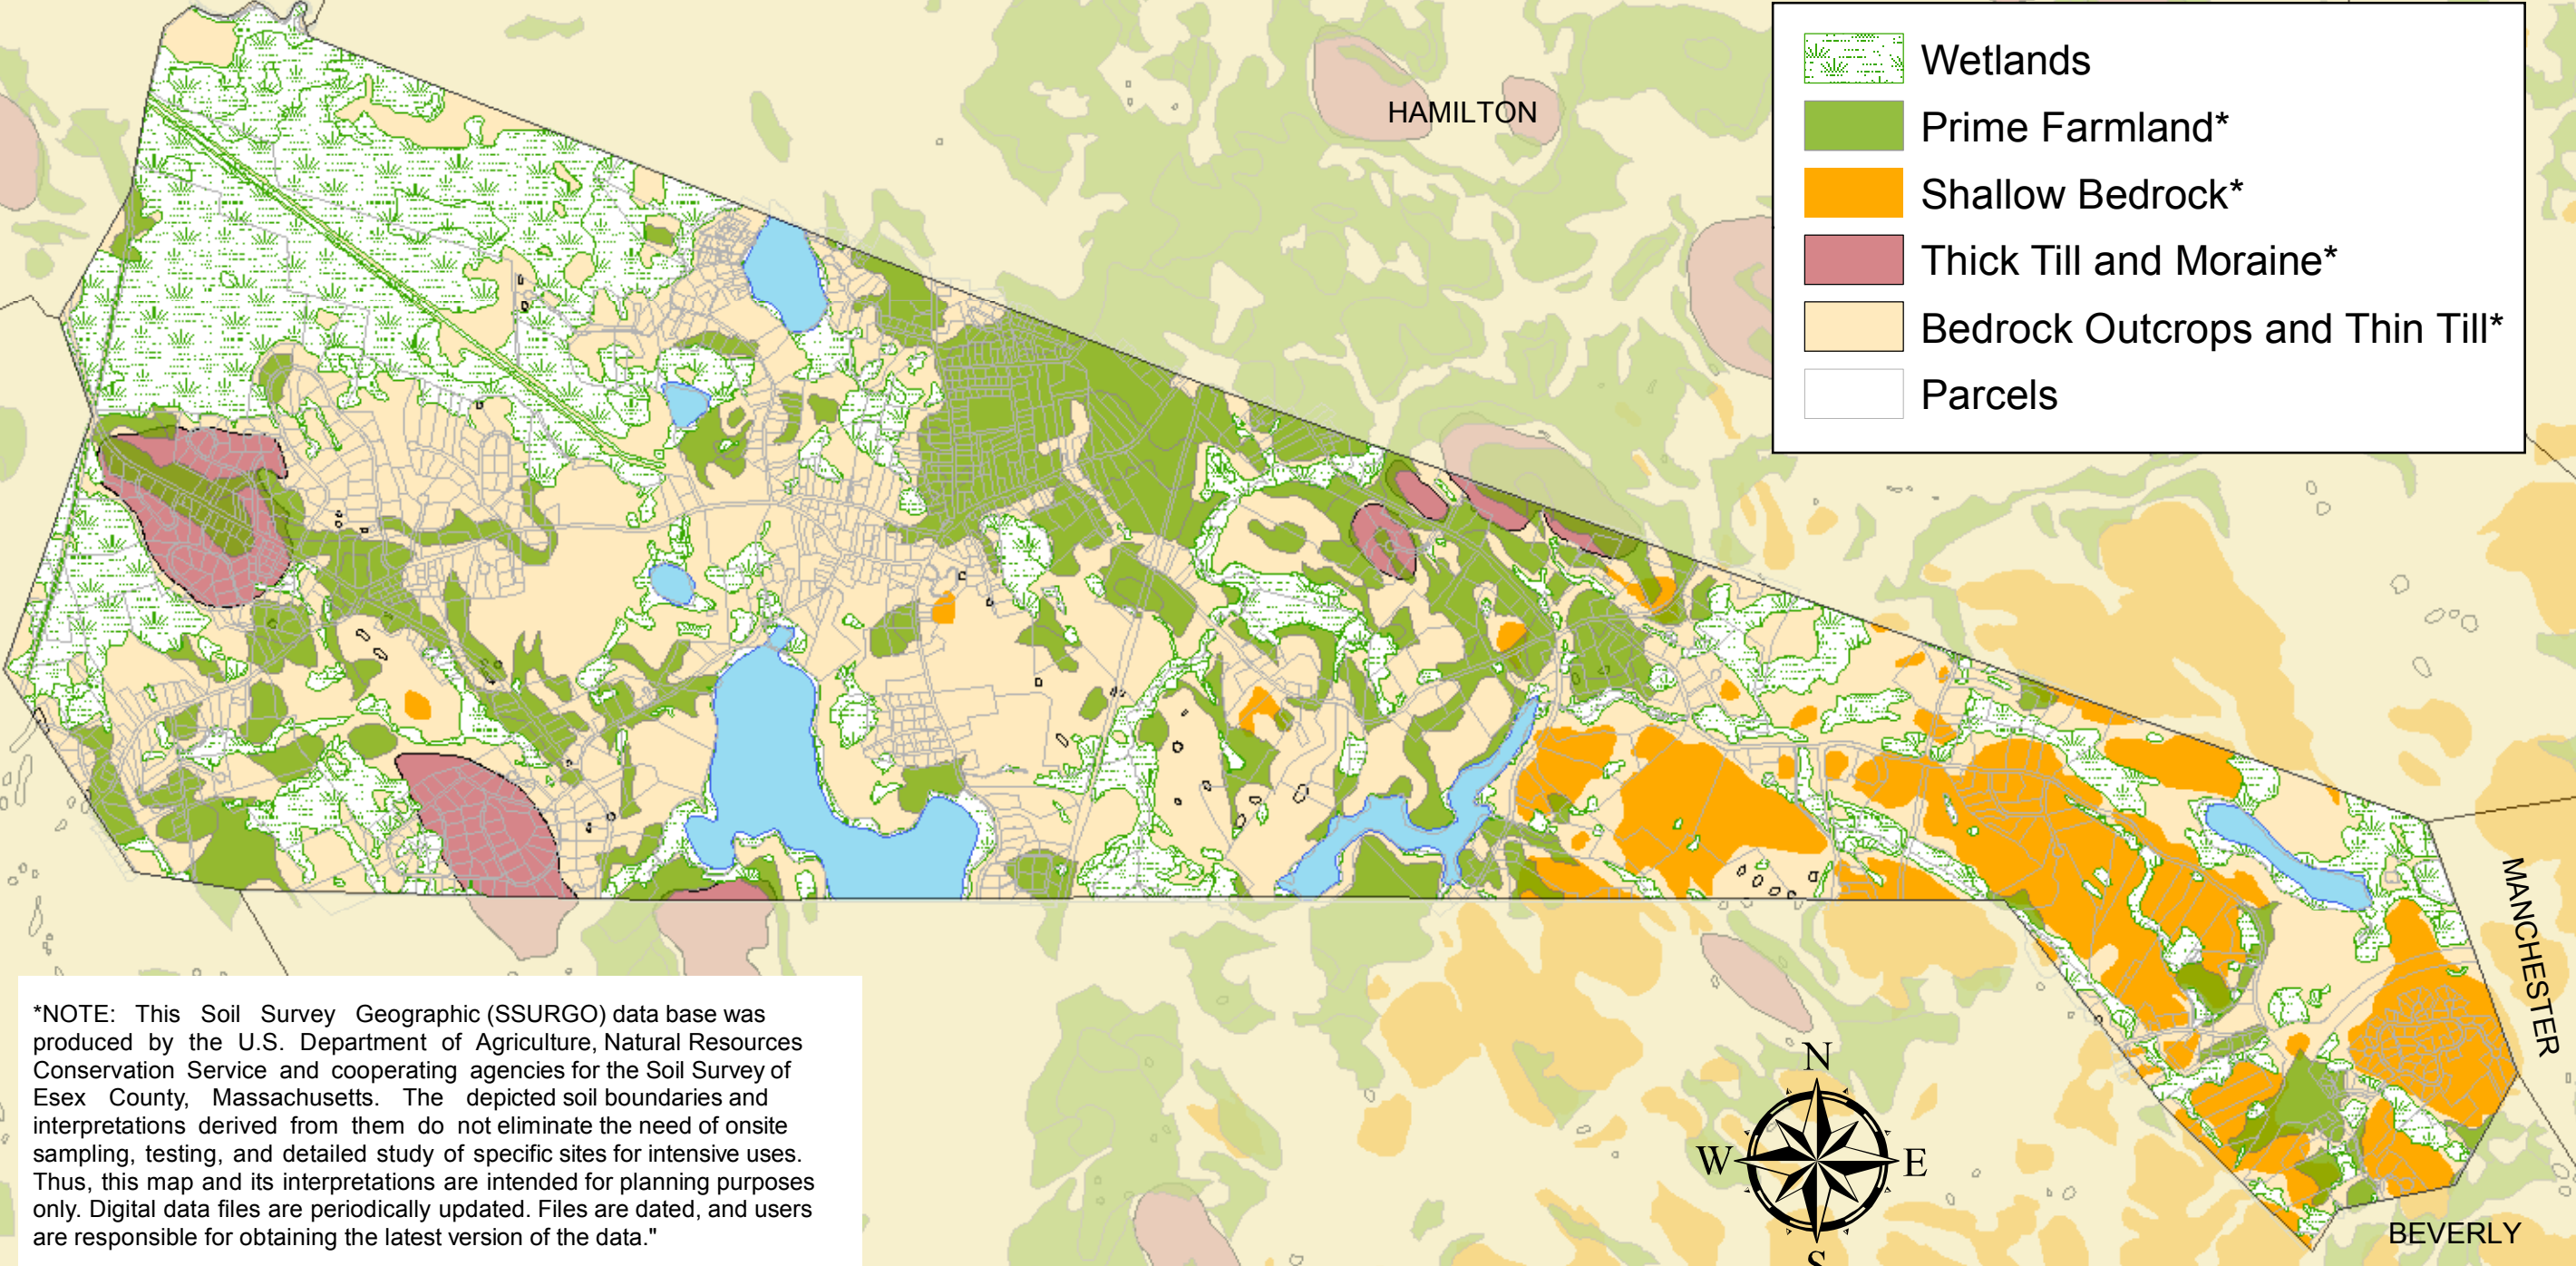 HAMILTON
Wetlands
Prime Farmland*
Shallow Bedrock*
Thick Till and Moraine*
Bedrock Outcrops and Thin Till*
Parcels
MANCHESTER
*NOTE: This Soil Survey Geographic (SSURGO) data base was
produced by the U.S. Department of Agriculture, Natural Resources
Conservation Service and cooperating agencies for the Soil Survey of
Esex County, Massachusetts. The depicted soil boundaries and
interpretations derived from them do not eliminate the need of onsite
sampling, testing, and detailed study of specific sites for intensive uses.
Thus, this map and its interpretations are intended for planning purposes
only. Digital data files are periodically updated. Files are dated, and users
are responsible for obtaining the latest version of the data."
N
W E
S
BEVERLY